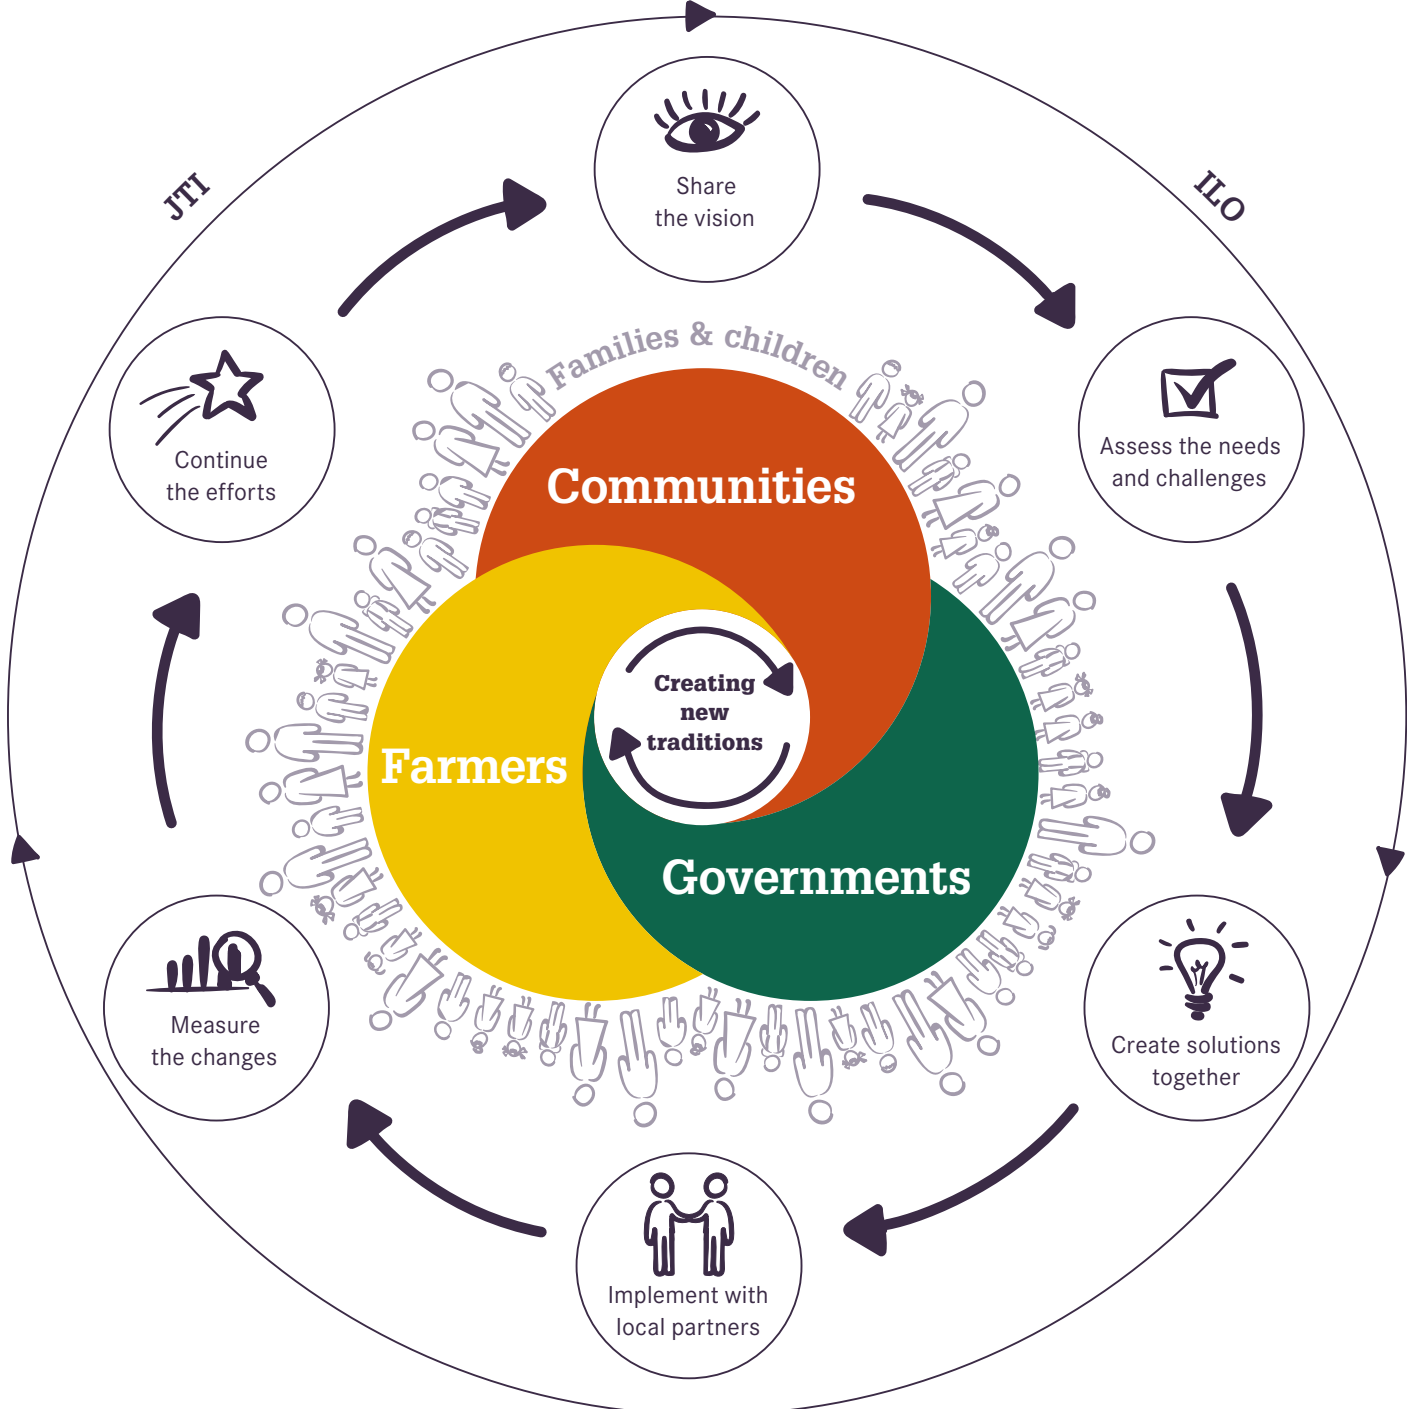 JTI
ILO
Share
the vision
Assess the needs
and challenges
Create solutions
together
Implement with
local partners
Measure
the changes
Continue
the efforts
Families & children
Communities
Farmers
Governments
Creating
new
traditions